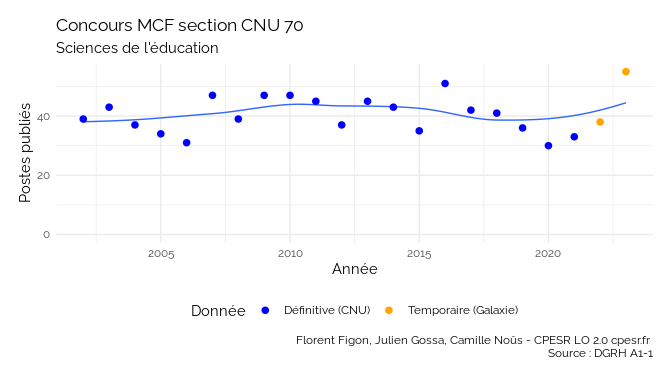 Concours MCF section CNU 70
Sciences de l'éducation
Postes publiés
40
20
0
2005 2010 2015 2020
Année
Donnée Définitive (CNU) Temporaire (Galaxie)
Florent Figon, Julien Gossa, Camille Noûs - CPESR LO 2.0 cpesr.fr
Source : DGRH A1-1